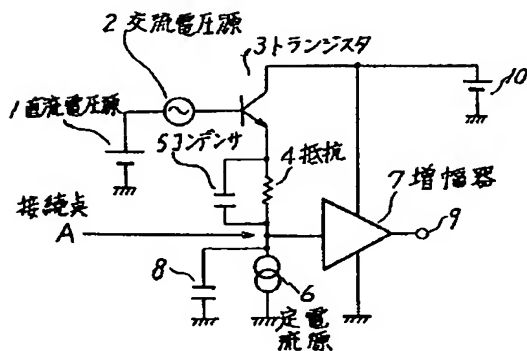 2 交流電圧源
3 トランジスタ
10
1 直流電圧源
5 コンデンサ
4 抵抗
7 増幅器
接続点
A
9
8
6
定電
流源